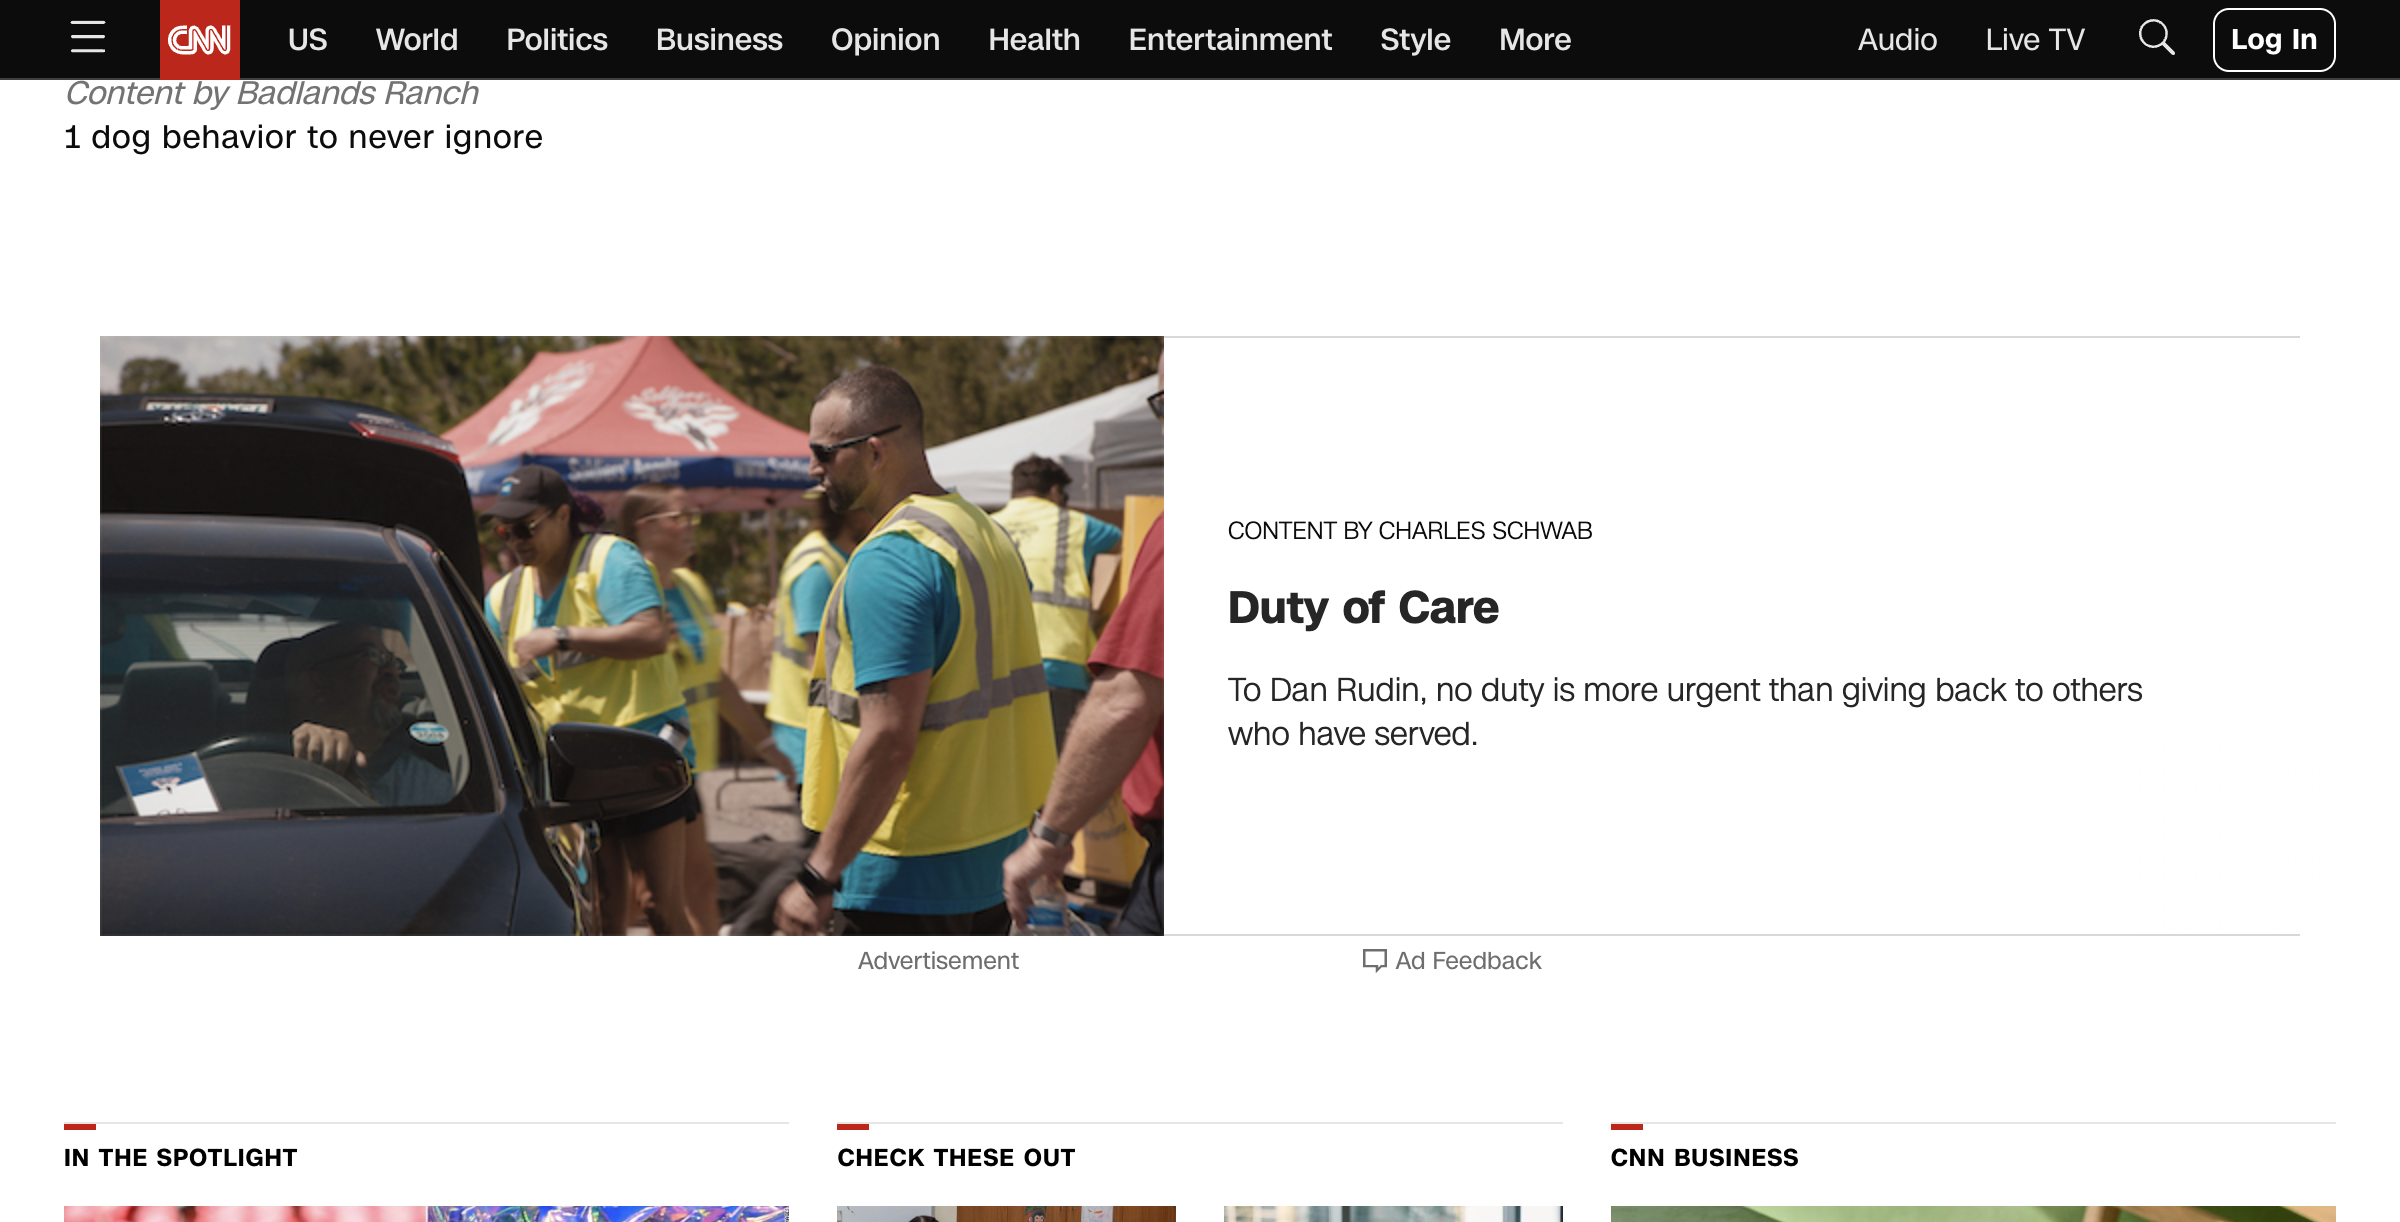 CNN
US
World
Politics
Business
Opinion
Health
Entertainment
Style
More
Audio
Live TV
Log In
Content by Badlands Ranch
1 dog behavior to never ignore
Soldiers' Angels
CONTENT BY CHARLES SCHWAB
Duty of Care
To Dan Rudin, no duty is more urgent than giving back to others
who have served.
Advertisement
Ad Feedback
IN THE SPOTLIGHT
CHECK THESE OUT
CNN BUSINESS